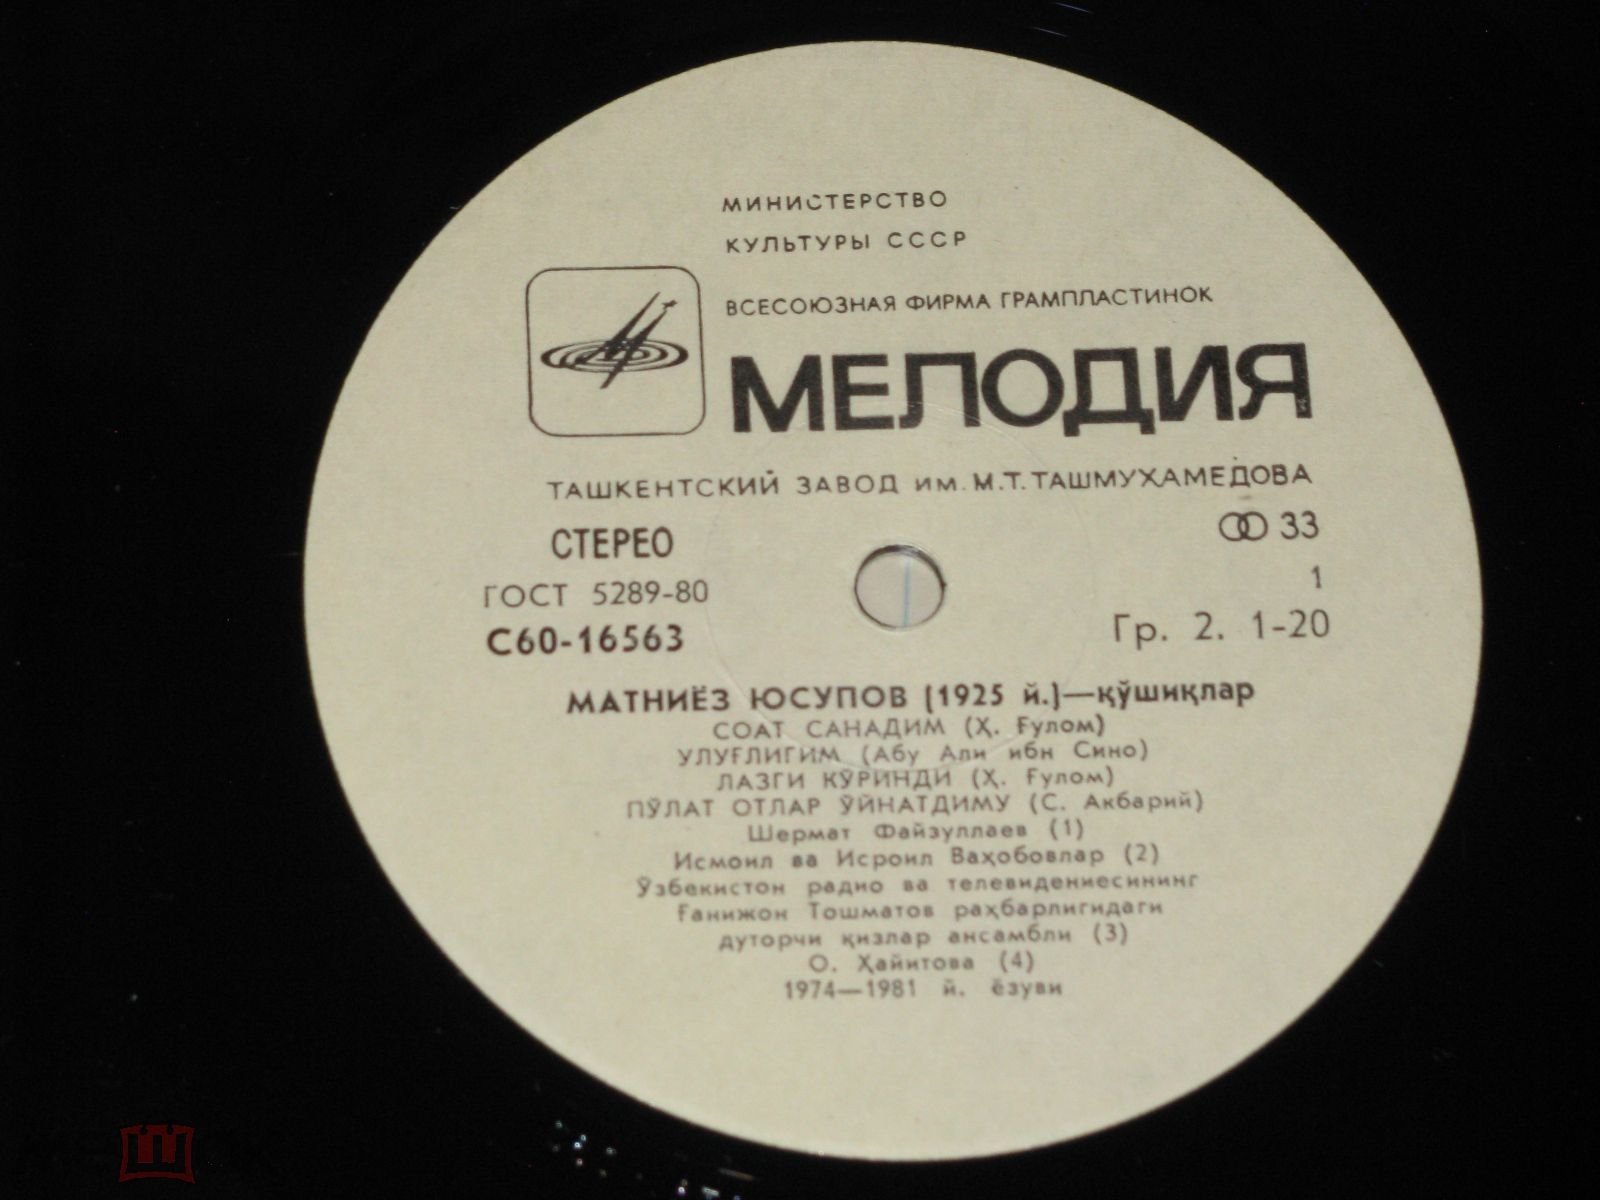 МИНИСТЕРСТВО
КУЛЬТУРЫ СССР
ВСЕСОЮЗНАЯ ФИРМА ГРАМПЛАСТИНОК
МЕЛОДИЯ
ТАШКЕНТСКИЙ ЗАВОД им. М.Т. ТАШМУХАМЕДОВА
СТЕРЕО
33
ГОСТ 5289-80
1
С60-16563
Гр. 2. 1-20
МАТНИЁЗ ЮСУПОВ (1925 й.)—қўшиқлар
СОАТ САНАДИМ (Ҳ. Ғулом)
УЛУҒЛИГИМ (Абу Али ибн Сино)
ЛАЗГИ КЎРИНДИ (Ҳ. Ғулом)
ПЎЛАТ ОТЛАР ЎЙНАТДИМУ (С. Акбарий)
Шермат Файзуллаев (1)
Исмоил ва Исроил Ваҳобовлар (2)
Ўзбекистон радио ва телевидениесининг
Ғанижон Тошматов раҳбарлигидаги
дуторчи қизлар ансамбли (3)
О. Ҳайитова (4)
1974—1981 й. ёзуви